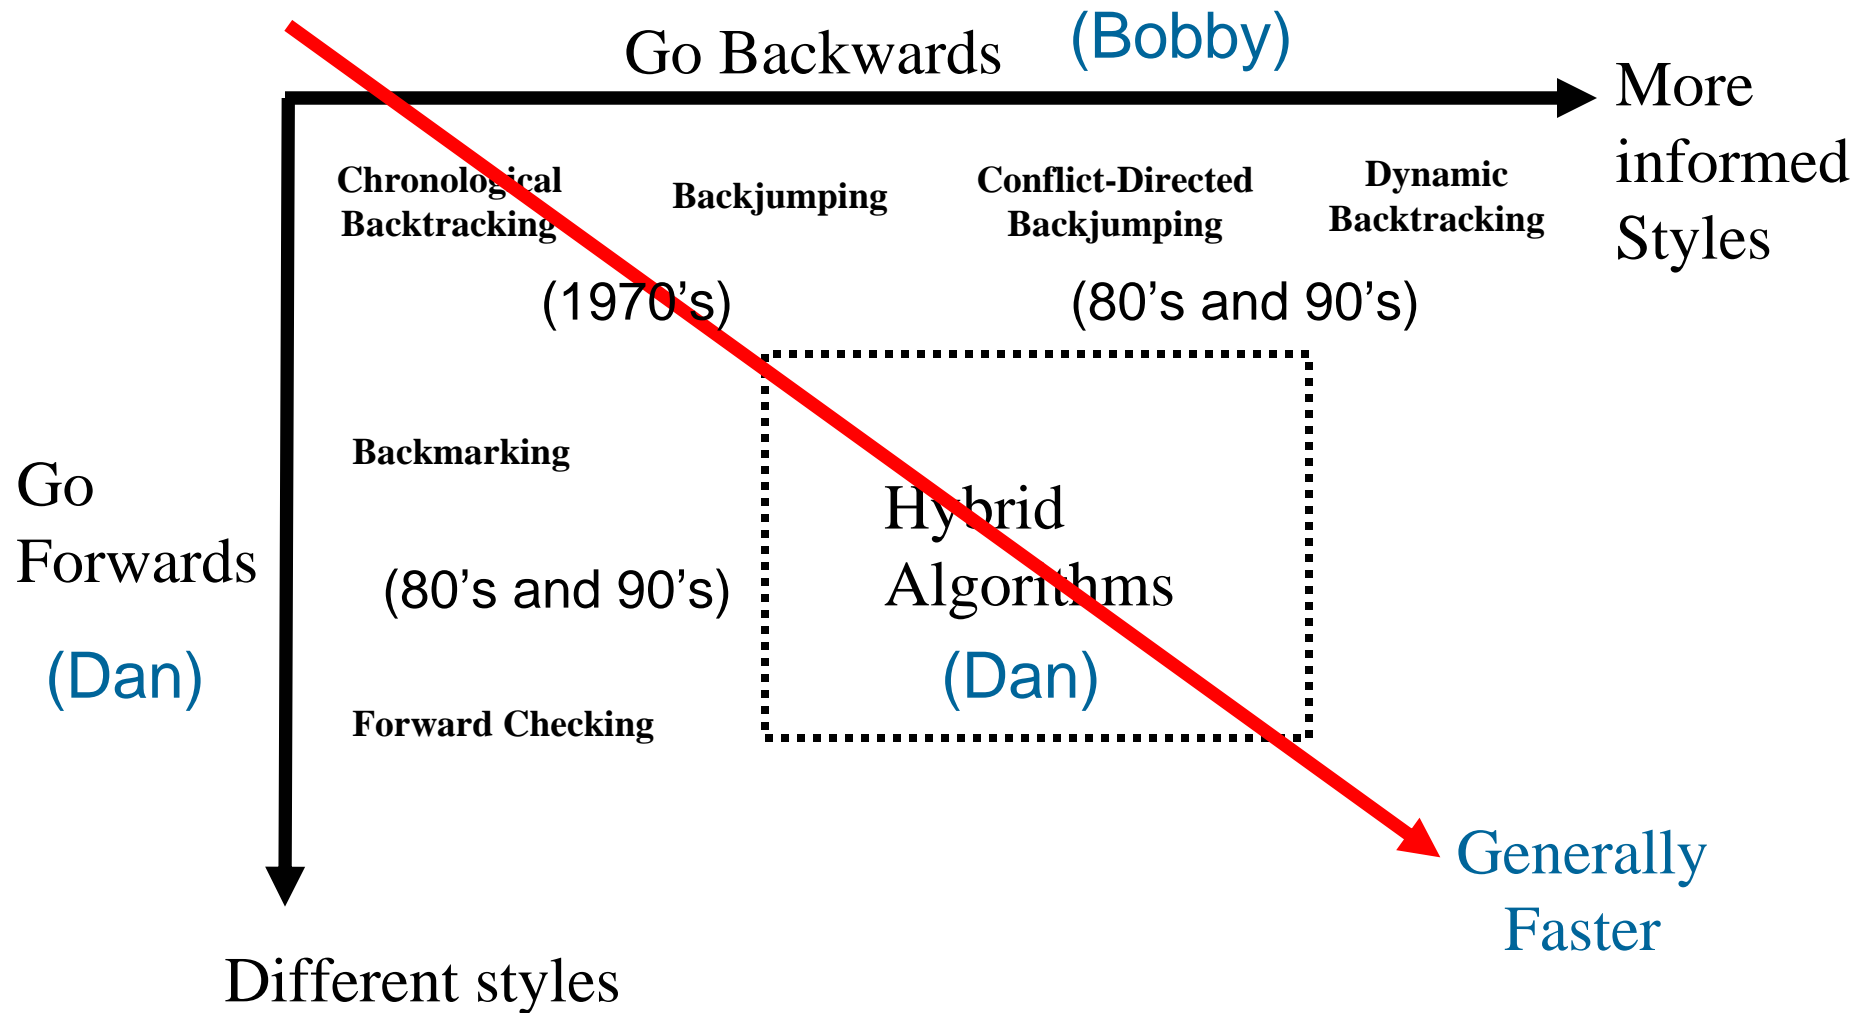 Go Backwards (Bobby)
More
informed
Styles
Chronological
Backtracking
Backjumping
Conflict-Directed
Backjumping
Dynamic
Backtracking
(1970’s)
(80’s and 90’s)
Go
Forwards
(Dan)
Backmarking
(80’s and 90’s)
Forward Checking
Hybrid
Algorithms
(Dan)
Generally
Faster
Different styles